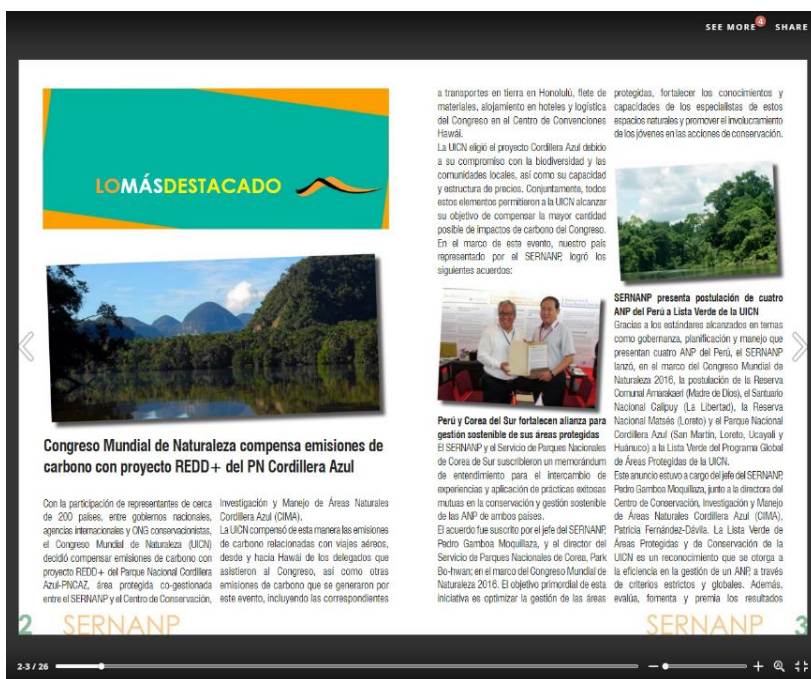 SEE MORE 4 SHARE
LOMÁSDESTACADO
Congreso Mundial de Naturaleza compensa emisiones de
carbono con proyecto REDD+ del PN Cordillera Azul
Con la participación de representantes de cerca
de 200 países, entre gobiernos nacionales,
agencias internacionales y ONG conservacionistas,
el Congreso Mundial de Naturaleza (UICN)
decidió compensar emisiones de carbono con
proyecto REDD+ del Parque Nacional Cordillera
Azul-PNCAZ, área protegida co-gestionada
entre el SERNANP y el Centro de Conservación,
Investigación y Manejo de Áreas Naturales
Cordillera Azul (CIMA).
La UICN compensó de esta manera las emisiones
de carbono relacionadas con viajes aéreos,
desde y hacia Hawái de los delegados que
asistieron al Congreso, así como otras
emisiones de carbono que se generaron por
este evento, incluyendo las correspondientes
2 SERNANP
a transportes en tierra en Honolulú, flete de
materiales, alojamiento en hoteles y logística
del Congreso en el Centro de Convenciones
Hawái.
La UICN eligió el proyecto Cordillera Azul debido
a su compromiso con la biodiversidad y las
comunidades locales, así como su capacidad
y estructura de precios. Conjuntamente, todos
estos elementos permitieron a la UICN alcanzar
su objetivo de compensar la mayor cantidad
posible de impactos de carbono del Congreso.
En el marco de este evento, nuestro país
representado por el SERNANP, logró los
siguientes acuerdos:
Perú y Corea del Sur fortalecen alianza para
gestión sostenible de sus áreas protegidas
El SERNANP y el Servicio de Parques Nacionales
de Corea de Sur suscribieron un memorándum
de entendimiento para el intercambio de
experiencias y aplicación de prácticas exitosas
mutuas en la conservación y gestión sostenible
de las ANP de ambos países.
El acuerdo fue suscrito por el jefe del SERNANP,
Pedro Gamboa Moquillaza, y el director del
Servicio de Parques Nacionales de Corea, Park
Bo-hwan; en el marco del Congreso Mundial de
Naturaleza 2016. El objetivo primordial de esta
iniciativa es optimizar la gestión de las áreas
protegidas, fortalecer los conocimientos y
capacidades de los especialistas de estos
espacios naturales y promover el involucramiento
de los jóvenes en las acciones de conservación.
SERNANP presenta postulación de cuatro
ANP del Perú a Lista Verde de la UICN
Gracias a los estándares alcanzados en temas
como gobernanza, planificación y manejo que
presentan cuatro ANP del Perú, el SERNANP
lanzó, en el marco del Congreso Mundial de
Naturaleza 2016, la postulación de la Reserva
Comunal Amarakaeri (Madre de Dios), el Santuario
Nacional Calipuy (La Libertad), la Reserva
Nacional Matsés (Loreto) y el Parque Nacional
Cordillera Azul (San Martín, Loreto, Ucayali y
Huánuco) a la Lista Verde del Programa Global
de Áreas Protegidas de la UICN.
Este anuncio estuvo a cargo del jefe del SERNANP,
Pedro Gamboa Moquillaza, junto a la directora del
Centro de Conservación, Investigación y Manejo
de Áreas Naturales Cordillera Azul (CIMA),
Patricia Fernández-Dávila. La Lista Verde de
Áreas Protegidas y de Conservación de la
UICN es un reconocimiento que se otorga a
la eficiencia en la gestión de un ANP, a través
de criterios estrictos y globales. Además,
evalúa, fomenta y premia los resultados
SERNANP 3
2-3 / 26